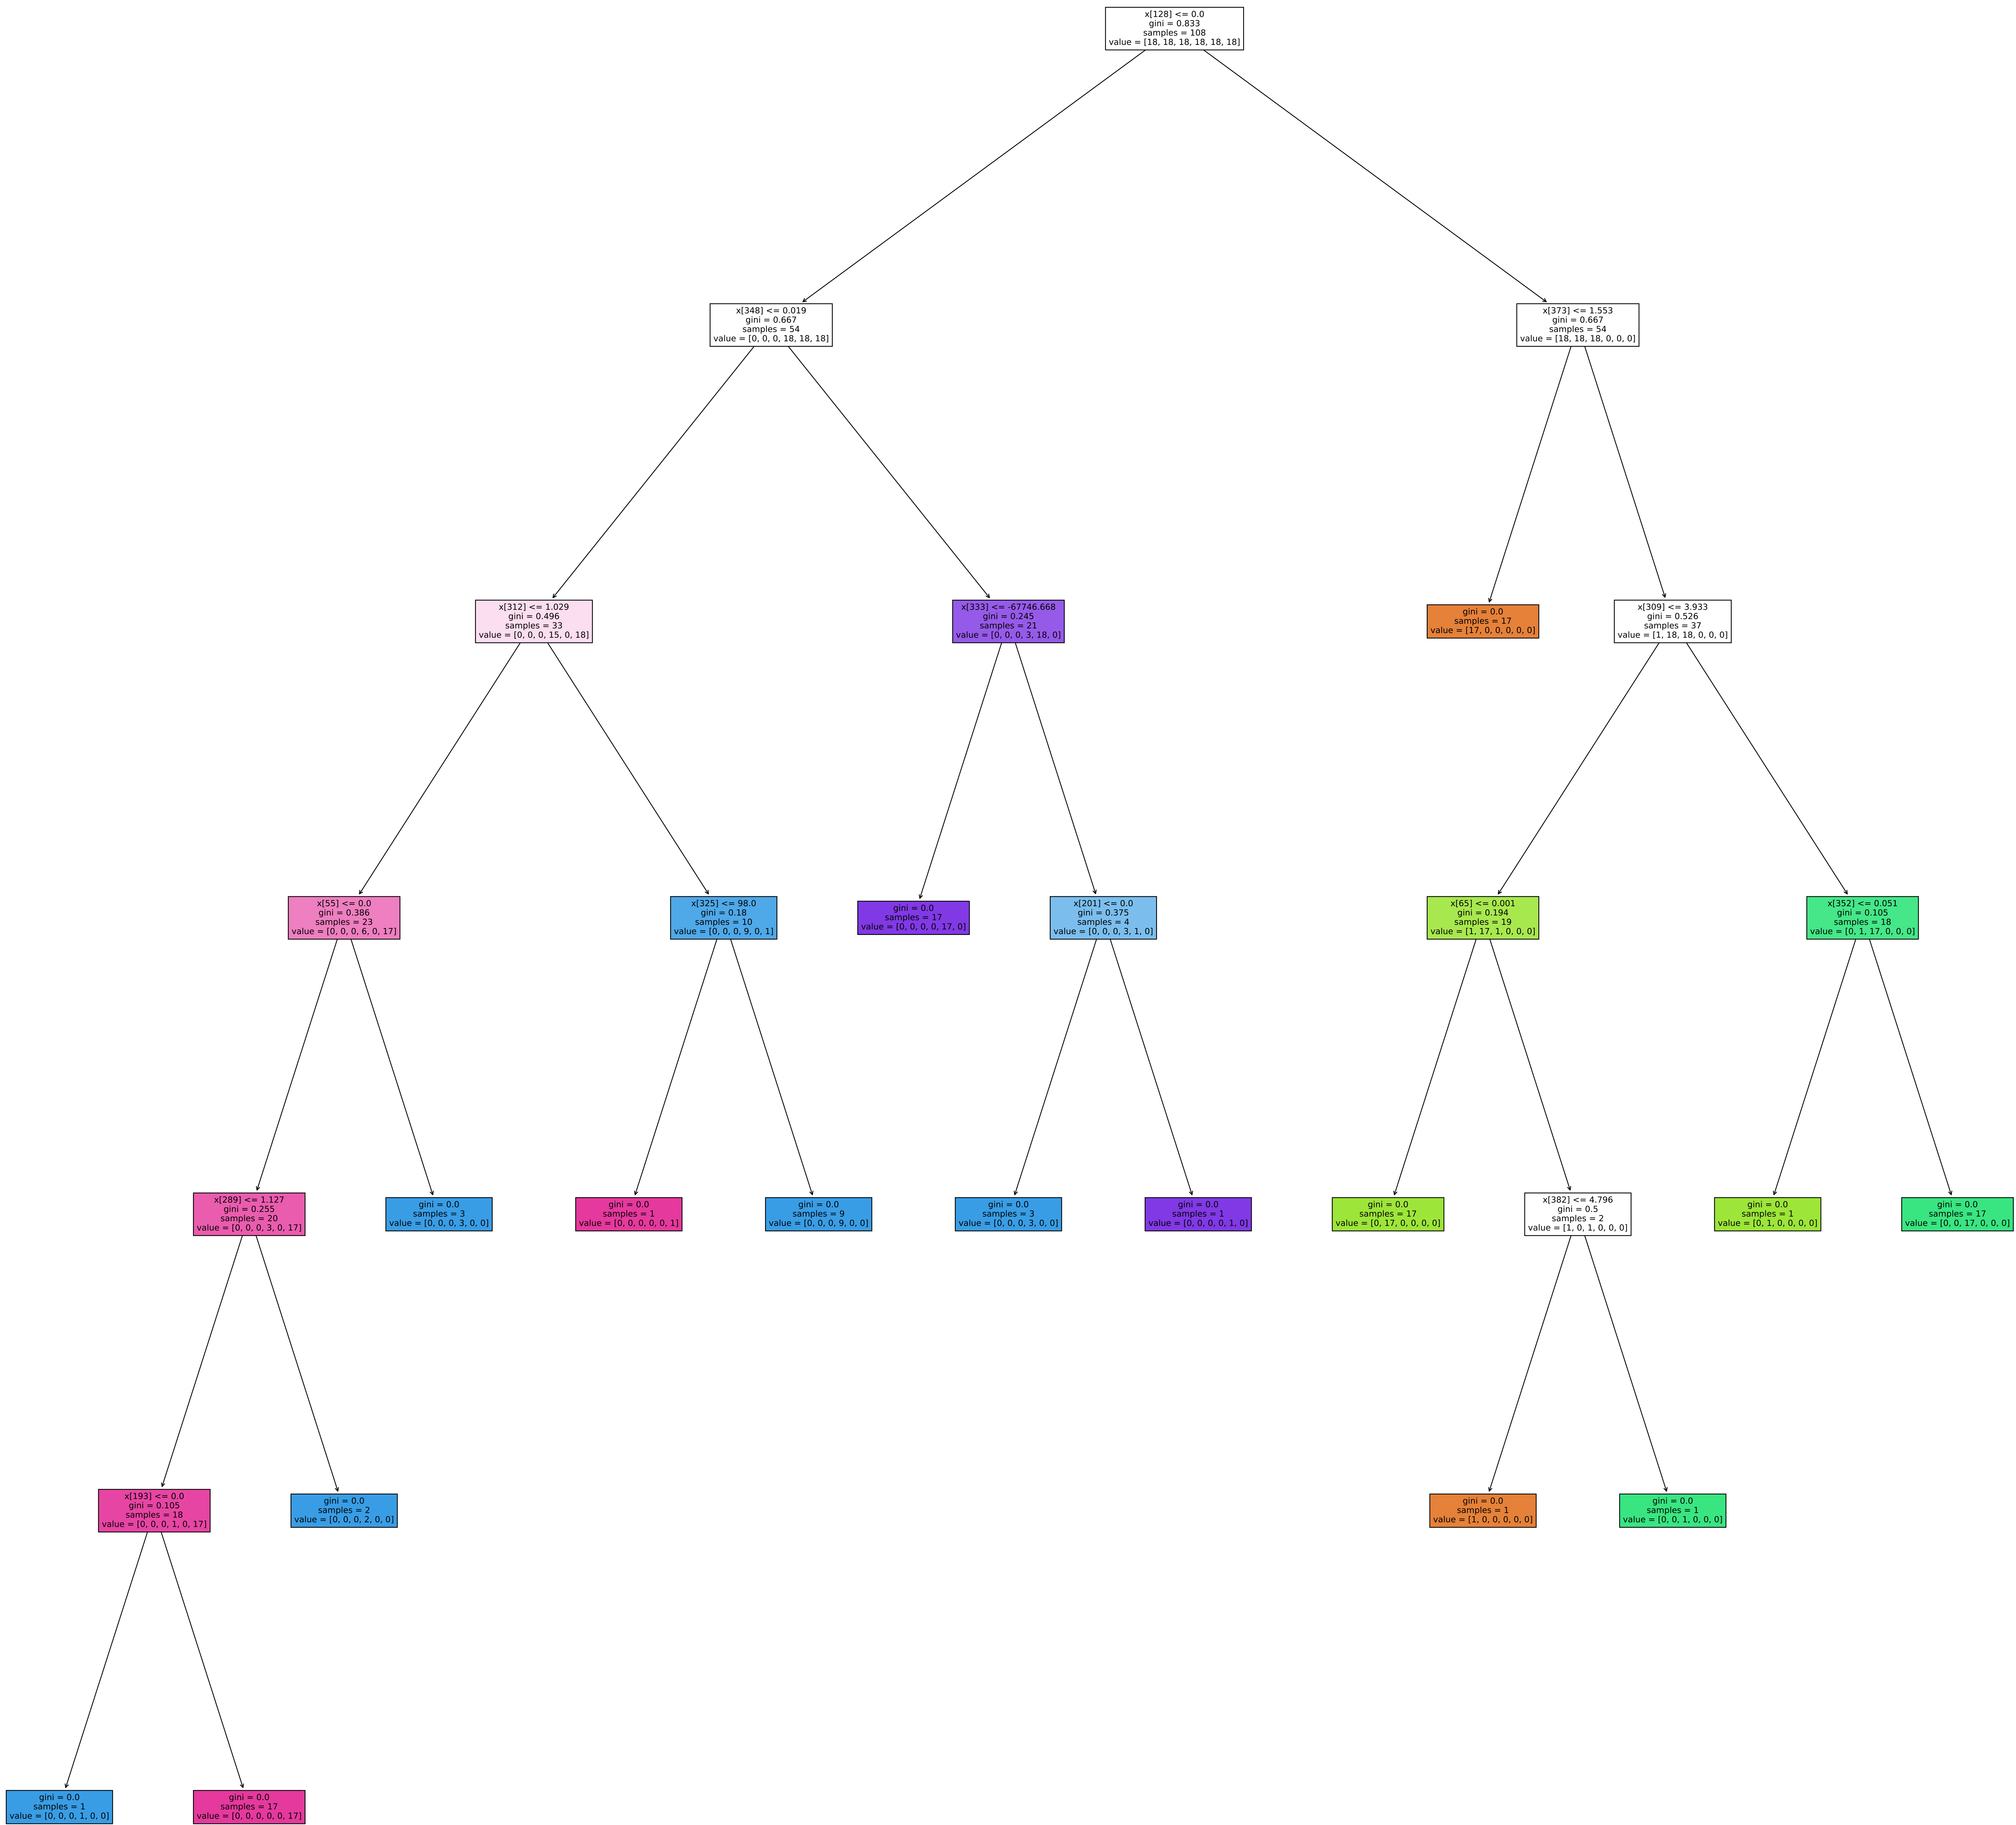 x[128] <= 0.0
gini = 0.833
samples = 108
value = [18, 18, 18, 18, 18, 18]
x[348] <= 0.019
gini = 0.667
samples = 54
value = [0, 0, 0, 18, 18, 18]
x[373] <= 1.553
gini = 0.667
samples = 54
value = [18, 18, 18, 0, 0, 0]
x[312] <= 1.029
gini = 0.496
samples = 33
value = [0, 0, 0, 15, 0, 18]
x[333] <= -67746.668
gini = 0.245
samples = 21
value = [0, 0, 0, 3, 18, 0]
gini = 0.0
samples = 17
value = [17, 0, 0, 0, 0, 0]
x[309] <= 3.933
gini = 0.526
samples = 37
value = [1, 18, 18, 0, 0, 0]
x[55] <= 0.0
gini = 0.386
samples = 23
value = [0, 0, 0, 6, 0, 17]
x[325] <= 98.0
gini = 0.18
samples = 10
value = [0, 0, 0, 9, 0, 1]
gini = 0.0
samples = 17
value = [0, 0, 0, 0, 17, 0]
x[201] <= 0.0
gini = 0.375
samples = 4
value = [0, 0, 0, 3, 1, 0]
x[65] <= 0.001
gini = 0.194
samples = 19
value = [1, 17, 1, 0, 0, 0]
x[352] <= 0.051
gini = 0.105
samples = 18
value = [0, 1, 17, 0, 0, 0]
x[289] <= 1.127
gini = 0.255
samples = 20
value = [0, 0, 0, 3, 0, 17]
gini = 0.0
samples = 3
value = [0, 0, 0, 3, 0, 0]
gini = 0.0
samples = 1
value = [0, 0, 0, 0, 0, 1]
gini = 0.0
samples = 9
value = [0, 0, 0, 9, 0, 0]
gini = 0.0
samples = 3
value = [0, 0, 0, 3, 0, 0]
gini = 0.0
samples = 1
value = [0, 0, 0, 0, 1, 0]
gini = 0.0
samples = 17
value = [0, 17, 0, 0, 0, 0]
x[382] <= 4.796
gini = 0.5
samples = 2
value = [1, 0, 1, 0, 0, 0]
gini = 0.0
samples = 1
value = [0, 1, 0, 0, 0, 0]
gini = 0.0
samples = 17
value = [0, 0, 17, 0, 0, 0]
x[193] <= 0.0
gini = 0.105
samples = 18
value = [0, 0, 0, 1, 0, 17]
gini = 0.0
samples = 2
value = [0, 0, 0, 2, 0, 0]
gini = 0.0
samples = 1
value = [1, 0, 0, 0, 0, 0]
gini = 0.0
samples = 1
value = [0, 0, 1, 0, 0, 0]
gini = 0.0
samples = 1
value = [0, 0, 0, 1, 0, 0]
gini = 0.0
samples = 17
value = [0, 0, 0, 0, 0, 17]